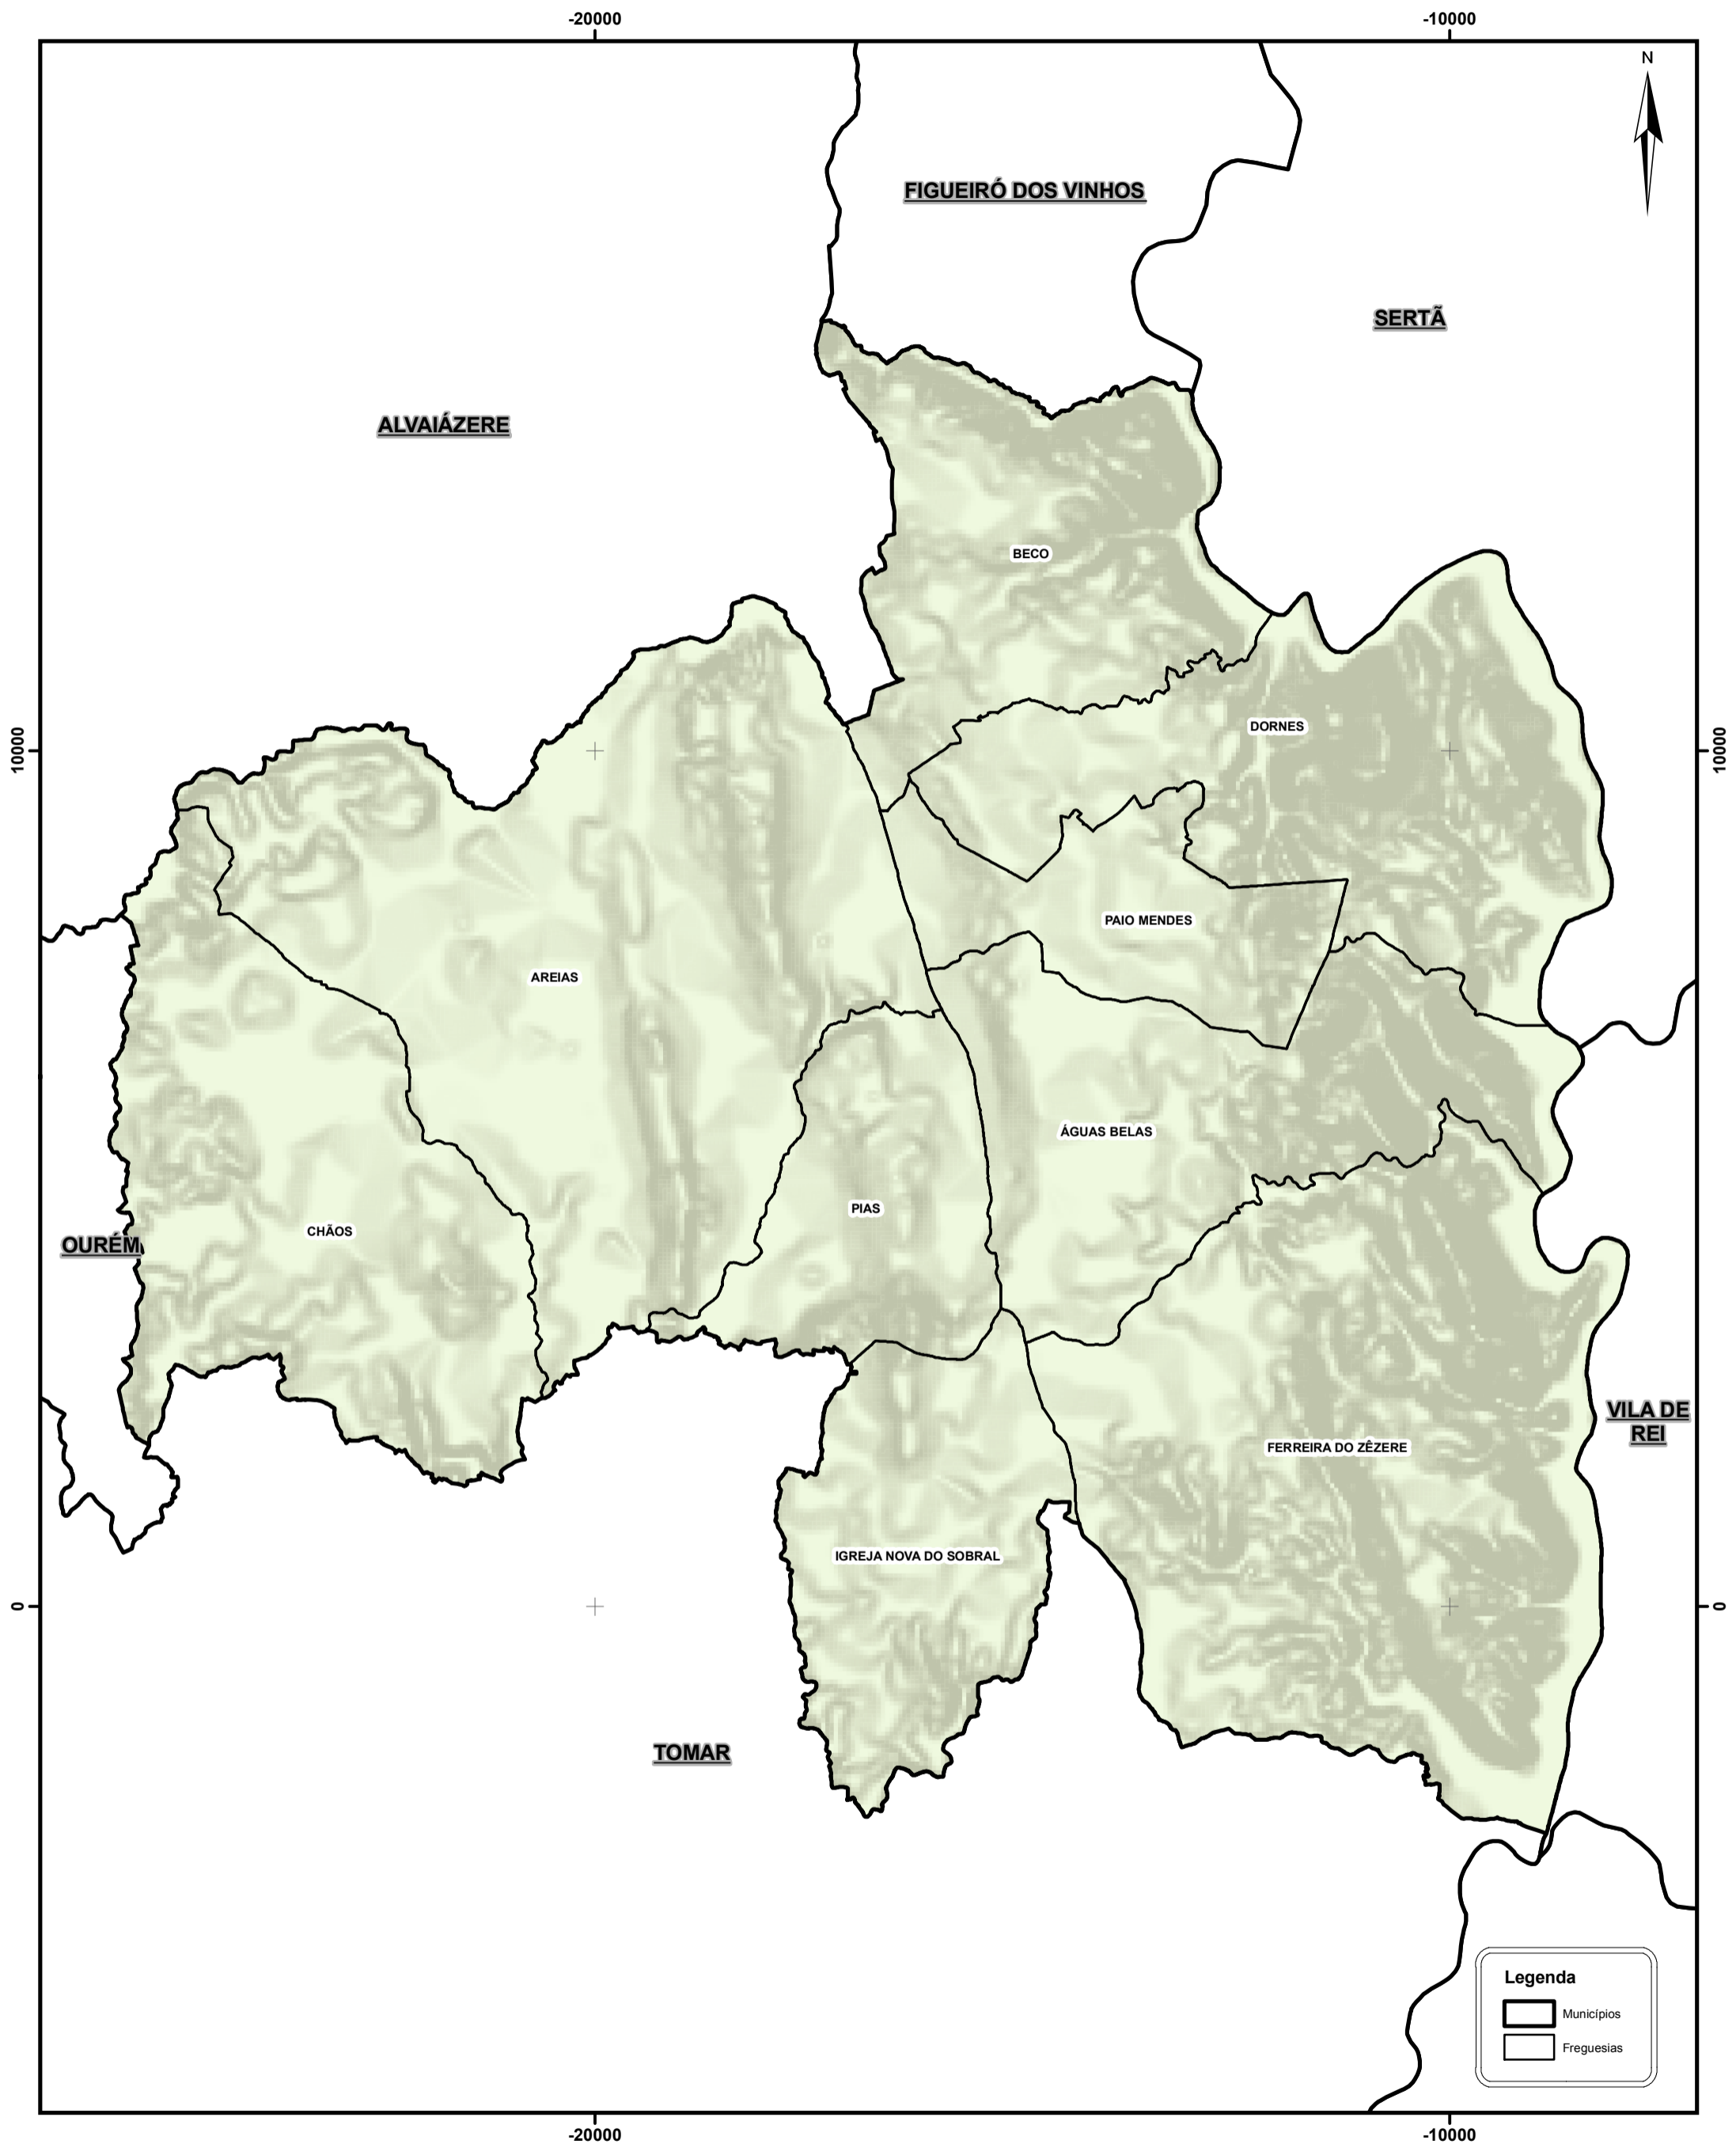 -20000
-10000
N
FIGUEIRÓ DOS VINHOS
SERTÃ
ALVAIÁZERE
BECO
DORNES
10000
10000
PAIO MENDES
AREIAS
ÁGUAS BELAS
PIAS
CHÃOS
OURÉM
VILA DE
REI
FERREIRA DO ZÊZERE
IGREJA NOVA DO SOBRAL
0
0
TOMAR
Legenda
Municípios
Freguesias
-20000
-10000